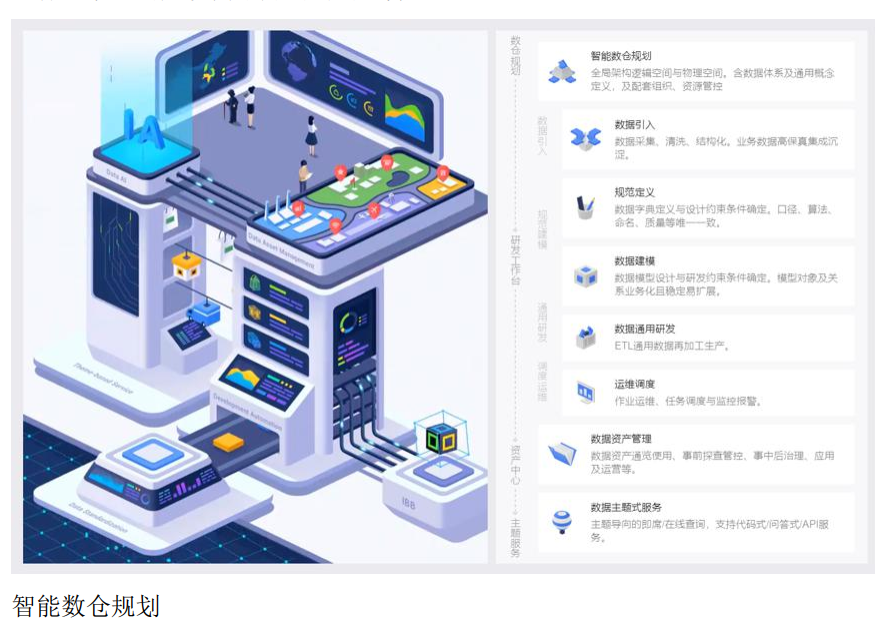 Data AI
Data Asset Management
Theme-based Service
Development Automation
Data Standardization
IBB
数仓规划
智能数仓规划
全局架构逻辑空间与物理空间。含数据体系及通用概念
定义，及配套组织、资源管控
数据引入
数据引入
数据采集、清洗、结构化。业务数据高保真集成沉
淀。
规范建模
规范定义
数据字典定义与设计约束条件确定。口径、算法、
命名、质量等唯一一致。
研发工作台
数据建模
数据模型设计与研发约束条件确定。模型对象及关
系业务化且稳定易扩展。
通用研发
数据通用研发
ETL通用数据再加工生产。
调度运维
运维调度
作业运维、任务调度与监控报警。
资产中心
数据资产管理
数据资产通览使用、事前探查管控、事中后治理、应用
及运营等。
主题服务
数据主题式服务
主题导向的即席/在线查询，支持代码式/问答式/API服
务。
智能数仓规划